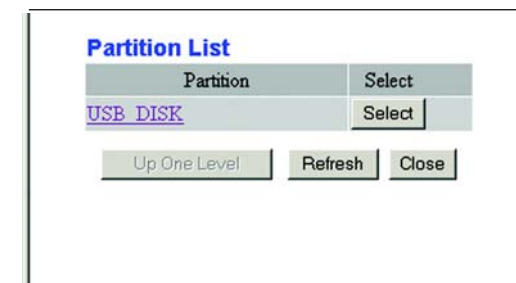 Partition List
Partition Select
USB DISK Select
Up One Level Refresh Close